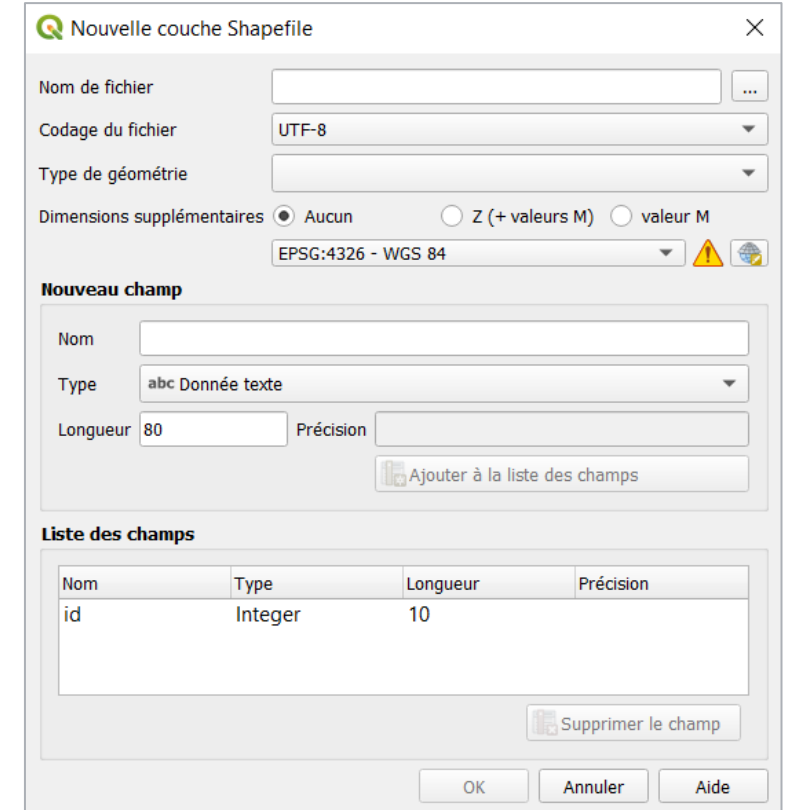 Nouvelle couche Shapefile
Nom de fichier
...
Codage du fichier UTF-8
Type de géométrie
Dimensions supplémentaires Aucun Z (+ valeurs M) valeur M
EPSG:4326 - WGS 84
Nouveau champ
Nom
Type abc Donnée texte
Longueur 80 Précision
Ajouter à la liste des champs
Liste des champs
Nom Type Longueur Précision
id Integer 10
Supprimer le champ
OK Annuler Aide